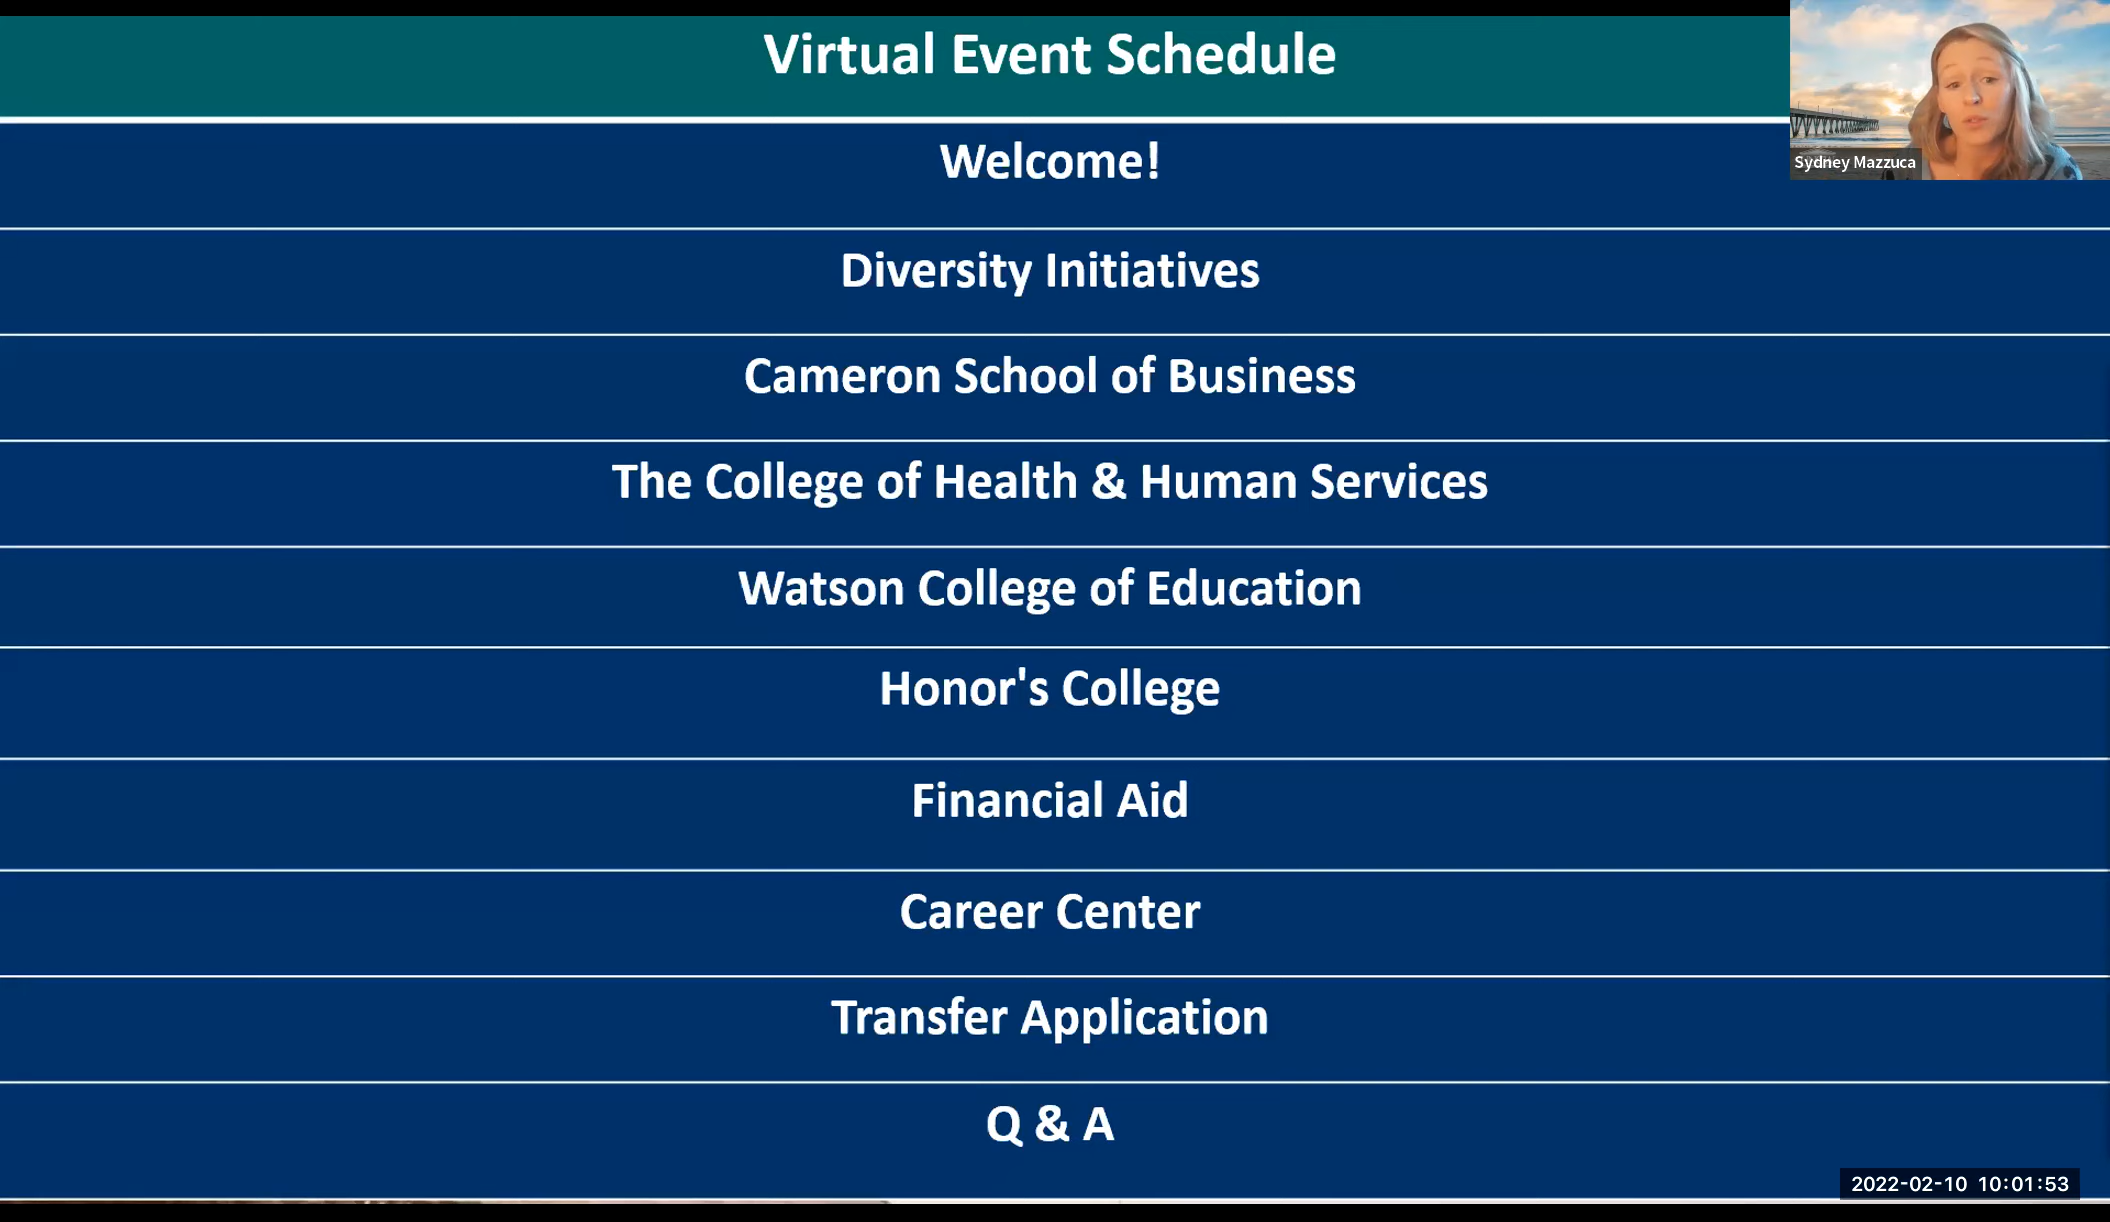 Virtual Event Schedule
Sydney Mazzuca
Welcome!
Diversity Initiatives
Cameron School of Business
The College of Health & Human Services
Watson College of Education
Honor's College
Financial Aid
Career Center
Transfer Application
Q & A
2022-02-10 10:01:53